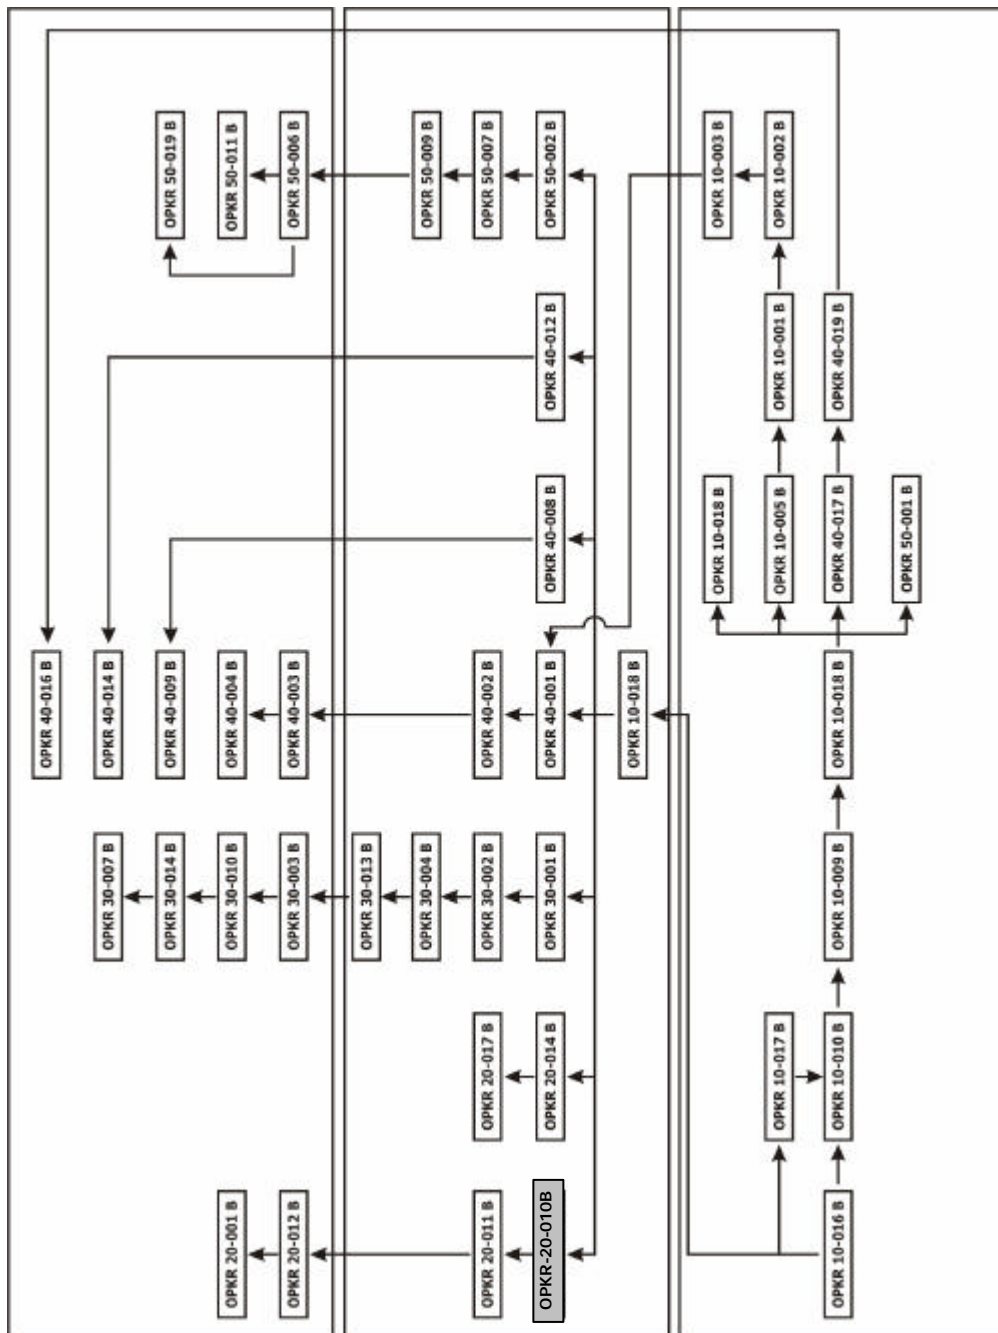 OPKR 50-019 B
OPKR 50-011 B
OPKR 50-006 B
OPKR 50-009 B
OPKR 50-007 B
OPKR 50-002 B
OPKR 10-003 B
OPKR 10-002 B
OPKR 40-012 B
OPKR 10-001 B
OPKR 40-019 B
OPKR 40-008 B
OPKR 10-018 B
OPKR 10-005 B
OPKR 40-017 B
OPKR 50-001 B
OPKR 40-016 B
OPKR 40-014 B
OPKR 40-009 B
OPKR 40-004 B
OPKR 40-003 B
OPKR 40-002 B
OPKR 40-001 B
OPKR 10-018 B
OPKR 10-018 B
OPKR 30-007 B
OPKR 30-014 B
OPKR 30-010 B
OPKR 30-003 B
OPKR 30-013 B
OPKR 30-004 B
OPKR 30-002 B
OPKR 30-001 B
OPKR 10-009 B
OPKR 20-017 B
OPKR 20-014 B
OPKR 10-017 B
OPKR 10-010 B
OPKR 20-001 B
OPKR 20-012 B
OPKR 20-011 B
OPKR-20-010B
OPKR 10-016 B